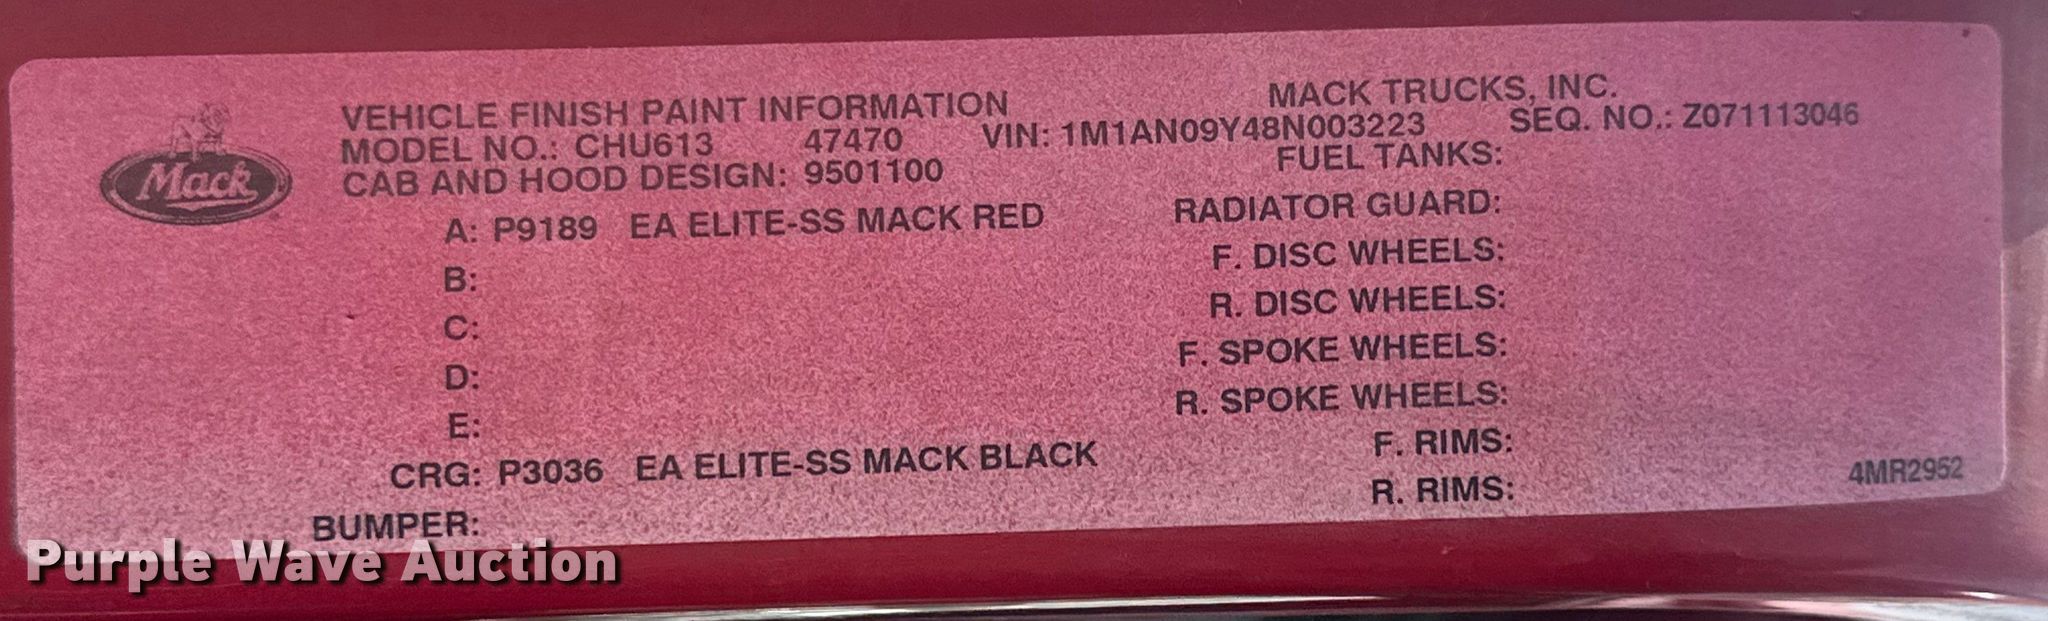 Mack
VEHICLE FINISH PAINT INFORMATION
MACK TRUCKS, INC.
MODEL NO.: CHU613 47470 VIN: 1M1AN09Y48N003223 SEQ. NO.: Z071113046
CAB AND HOOD DESIGN: 9501100
FUEL TANKS:
A: P9189 EA ELITE-SS MACK RED
RADIATOR GUARD:
B:
F. DISC WHEELS:
C:
R. DISC WHEELS:
D:
F. SPOKE WHEELS:
E:
R. SPOKE WHEELS:
CRG: P3036 EA ELITE-SS MACK BLACK
F. RIMS:
BUMPER:
R. RIMS:
4MR2952
Purple Wave Auction